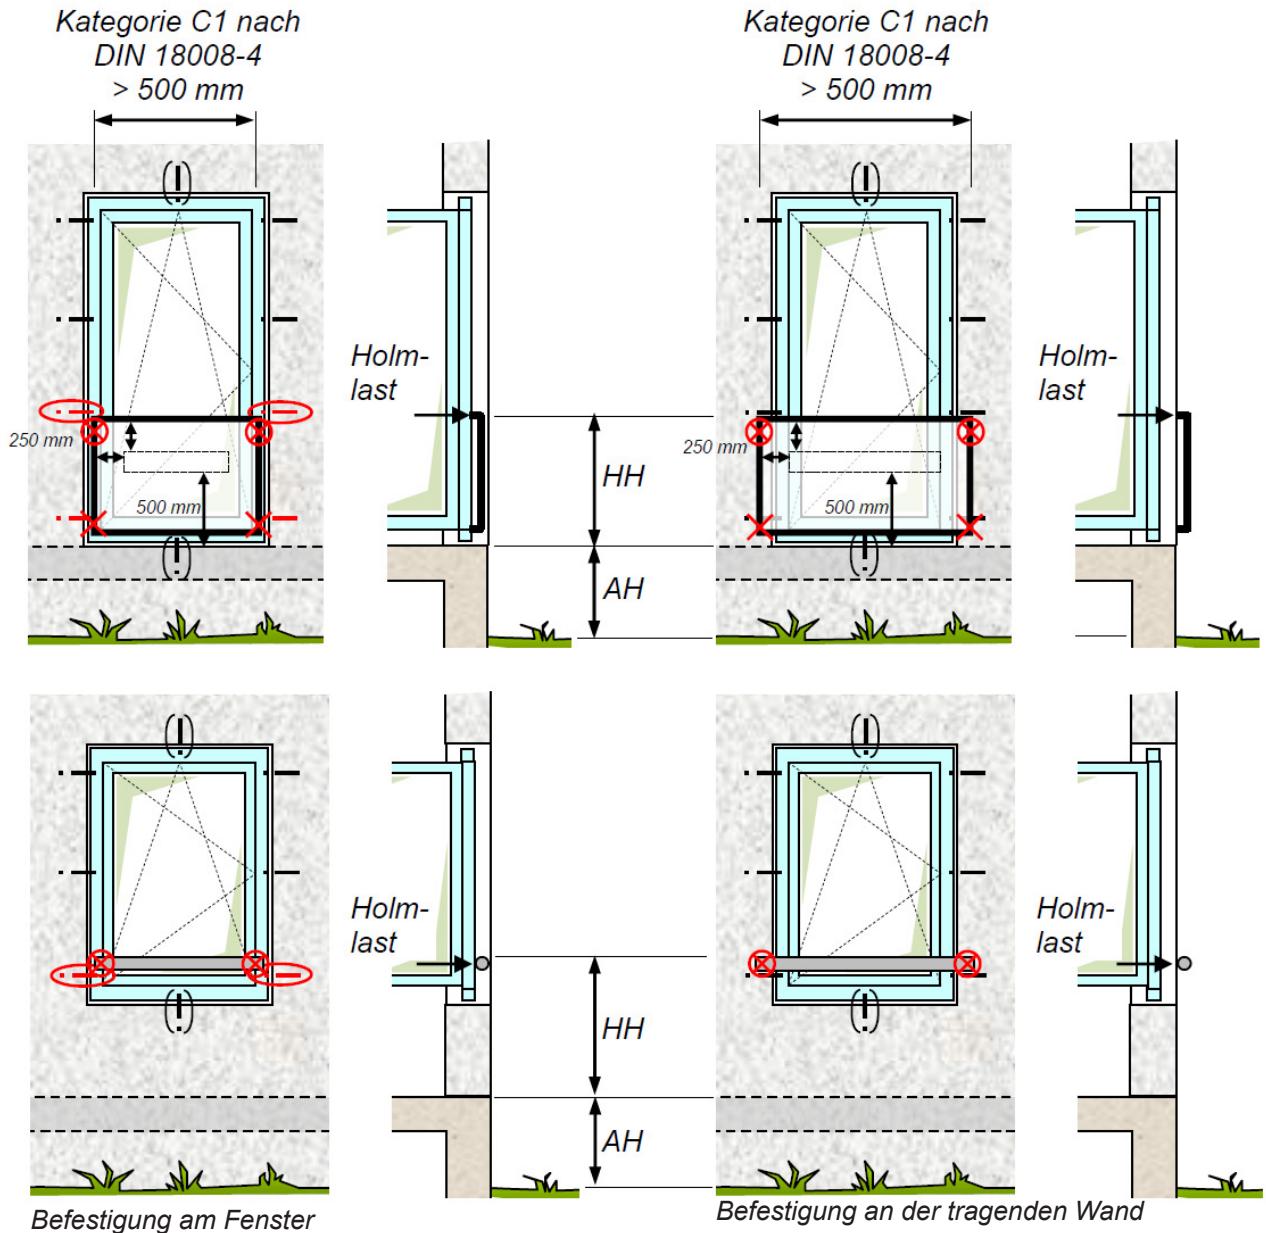 Kategorie C1 nach
DIN 18008-4
> 500 mm
Kategorie C1 nach
DIN 18008-4
> 500 mm
Holm-
last
250 mm
500 mm
HH
AH
Holm-
last
250 mm
500 mm
Holm-
last
HH
AH
Holm-
last
Befestigung am Fenster
Befestigung an der tragenden Wand